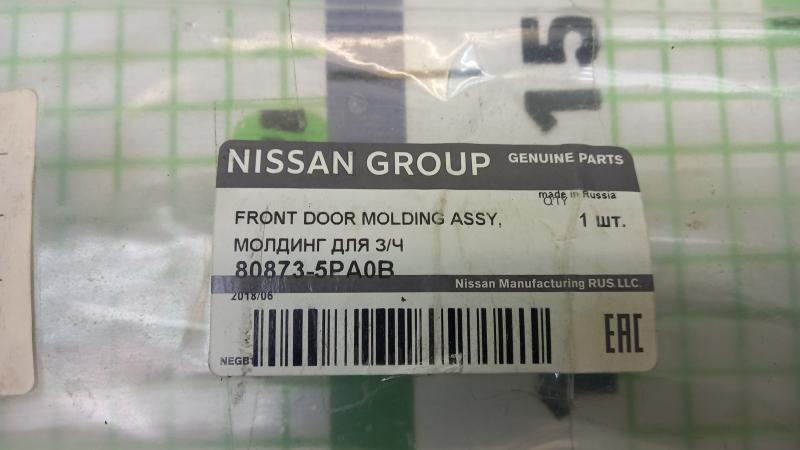 15
NISSAN GROUP GENUINE PARTS
made in Russia
QTY
FRONT DOOR MOLDING ASSY, 1 шт.
МОЛДИНГ ДЛЯ З/Ч
80873-5PA0B
Nissan Manufacturing RUS LLC.
2018/06
NEGB1
EAC